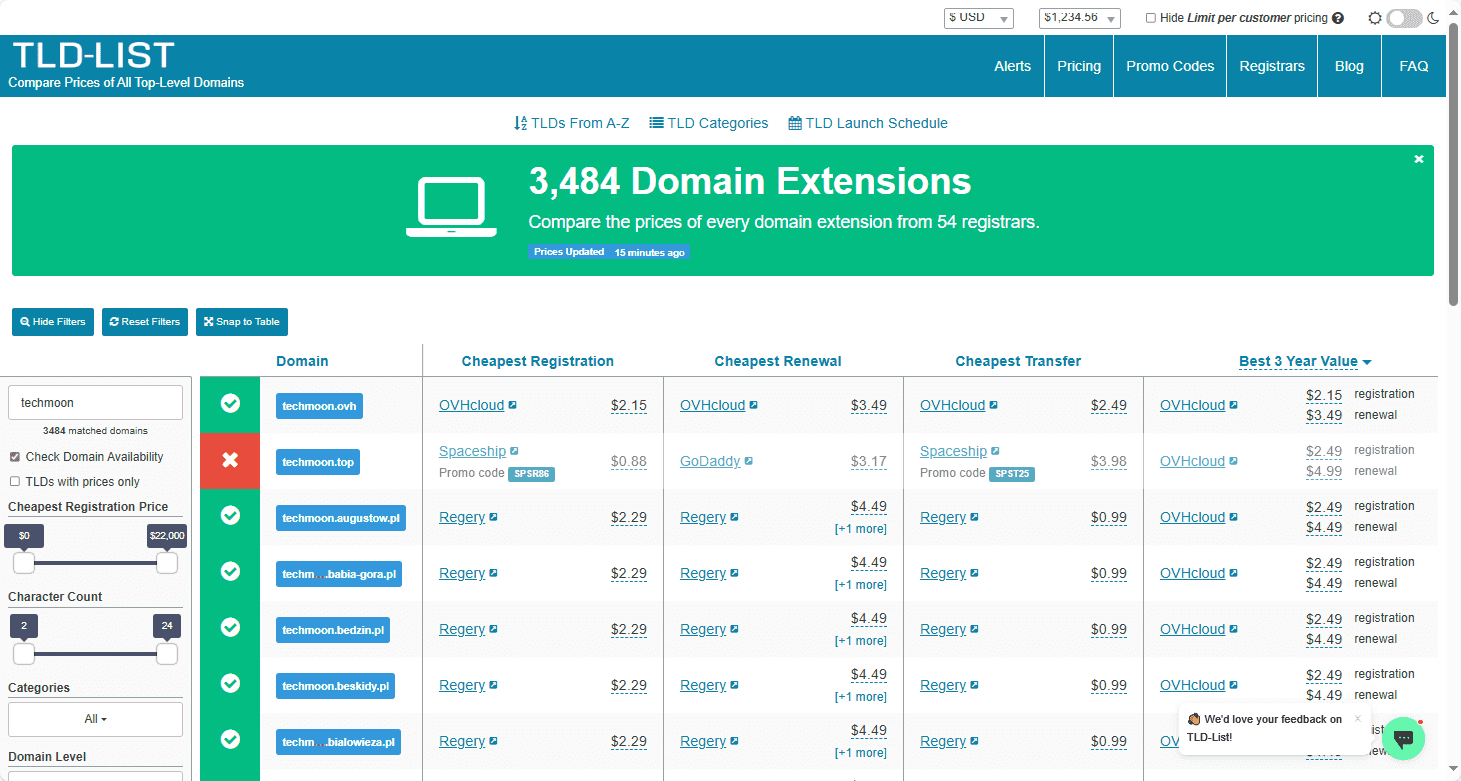 $ USD
$1,234.56
Hide Limit per customer pricing
TLD-LIST
Compare Prices of All Top-Level Domains
Alerts
Pricing
Promo Codes
Registrars
Blog
FAQ
TLDs From A-Z
TLD Categories
TLD Launch Schedule
3,484 Domain Extensions
Compare the prices of every domain extension from 54 registrars.
Prices Updated 15 minutes ago
Hide Filters
Reset Filters
Snap to Table
Domain
Cheapest Registration
Cheapest Renewal
Cheapest Transfer
Best 3 Year Value
techmoon
3484 matched domains
Check Domain Availability
TLDs with prices only
Cheapest Registration Price
$0
$22,000
Character Count
2
24
Categories
All
Domain Level
techmoon.ovh
OVHcloud $2.15
OVHcloud $3.49
OVHcloud $2.49
OVHcloud
$2.15 registration
$3.49 renewal
techmoon.top
Spaceship $0.88
Promo code SPSR86
GoDaddy $3.17
Spaceship $3.98
Promo code SPST25
OVHcloud
$2.49 registration
$4.99 renewal
techmoon.augustow.pl
Regery $2.29
Regery $4.49
[+1 more]
Regery $0.99
OVHcloud
$2.49 registration
$4.49 renewal
techm...babia-gora.pl
Regery $2.29
Regery $4.49
[+1 more]
Regery $0.99
OVHcloud
$2.49 registration
$4.49 renewal
techmoon.bedzin.pl
Regery $2.29
Regery $4.49
[+1 more]
Regery $0.99
OVHcloud
$2.49 registration
$4.49 renewal
techmoon.beskidy.pl
Regery $2.29
Regery $4.49
[+1 more]
Regery $0.99
OVHcloud
$2.49 registration
$4.49 renewal
techm...bialowieza.pl
Regery $2.29
Regery $4.49
[+1 more]
Regery $0.99
We'd love your feedback on
TLD-List!